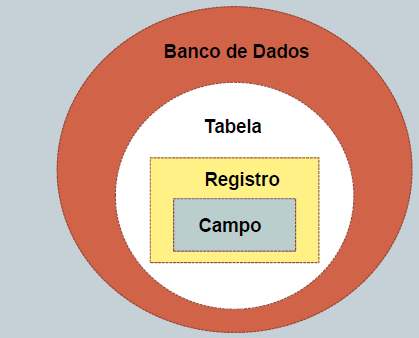 Banco de Dados
Tabela
Registro
Campo